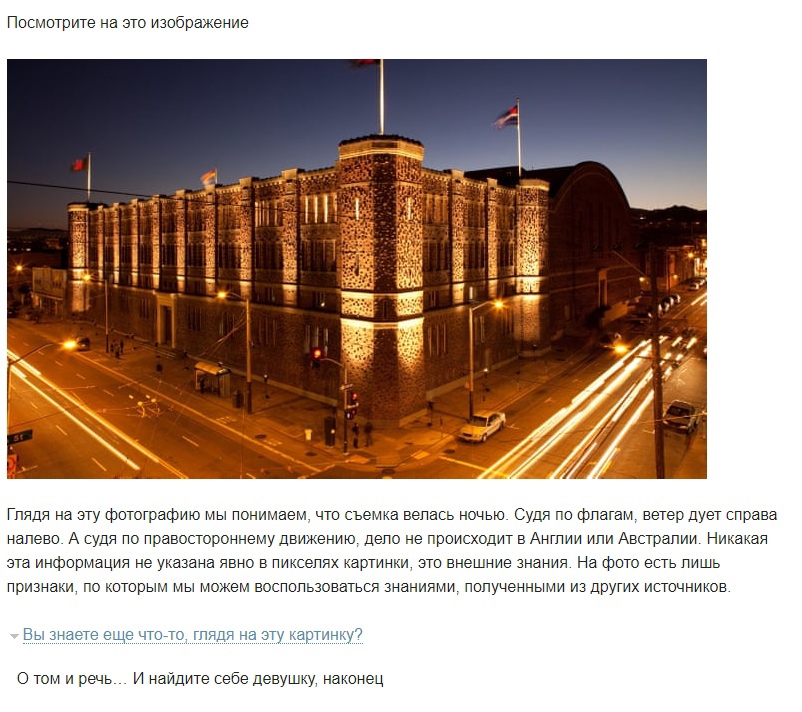 Посмотрите на это изображение
ST
Глядя на эту фотографию мы понимаем, что съемка велась ночью. Судя по флагам, ветер дует справа
налево. А судя по правостороннему движению, дело не происходит в Англии или Австралии. Никакая
эта информация не указана явно в пикселях картинки, это внешние знания. На фото есть лишь
признаки, по которым мы можем воспользоваться знаниями, полученными из других источников.
Вы знаете еще что-то, глядя на эту картинку?
О том и речь… И найдите себе девушку, наконец